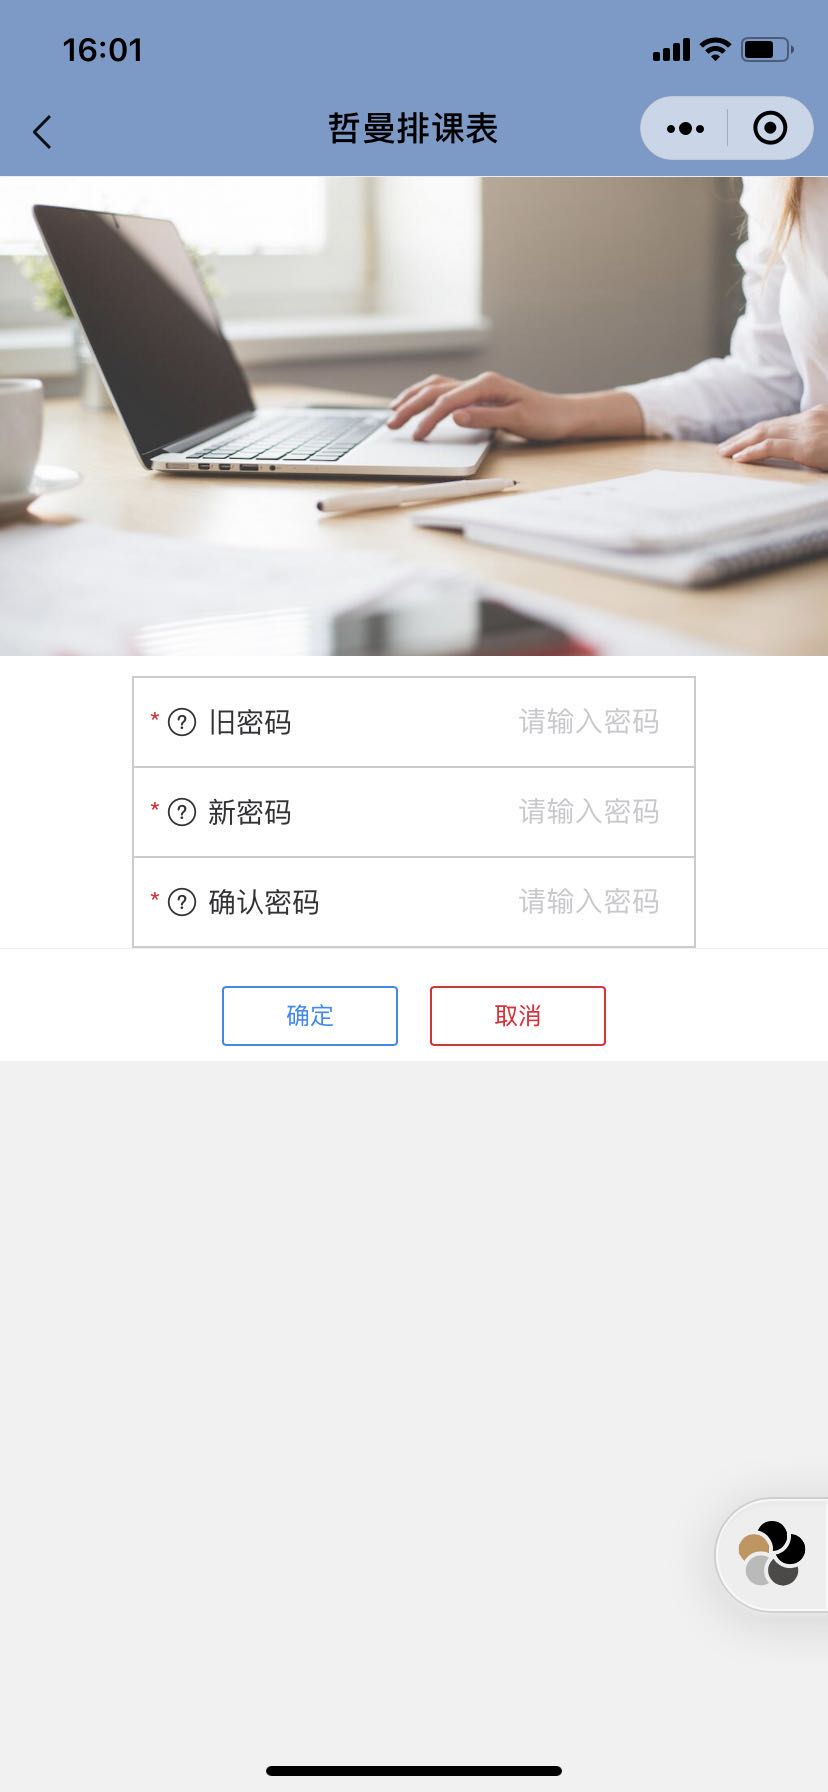 16:01
哲曼排课表
* ? 旧密码 请输入密码
* ? 新密码 请输入密码
* ? 确认密码 请输入密码
确定 取消